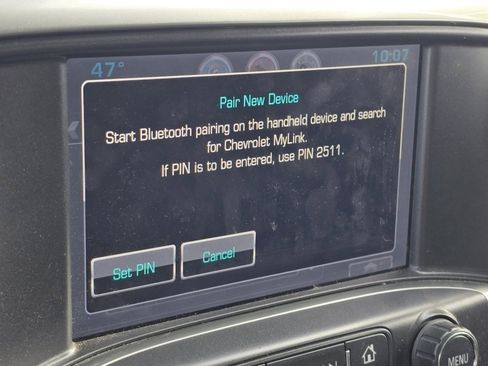 47° 10:07
Pair New Device
Start Bluetooth pairing on the handheld device and search
for Chevrolet MyLink.
If PIN is to be entered, use PIN 2511.
Set PIN Cancel
MENU